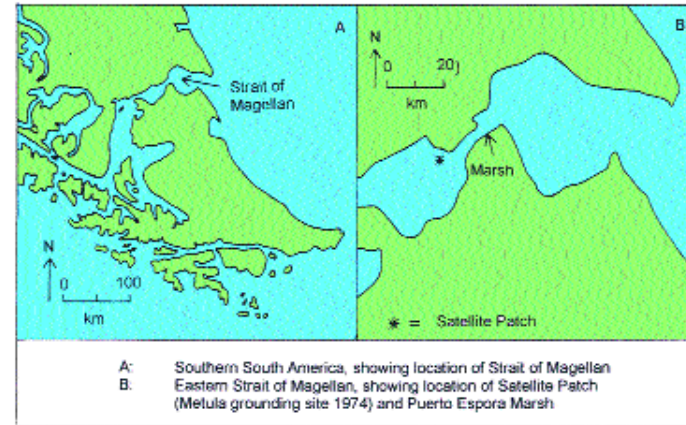 A
Strait of
Magellan
N
0 100
km
B
N
0 20
km
Marsh
* = Satellite Patch
A: Southern South America, showing location of Strait of Magellan
B: Eastern Strait of Magellan, showing location of Satellite Patch
(Metula grounding site 1974) and Puerto Espora Marsh